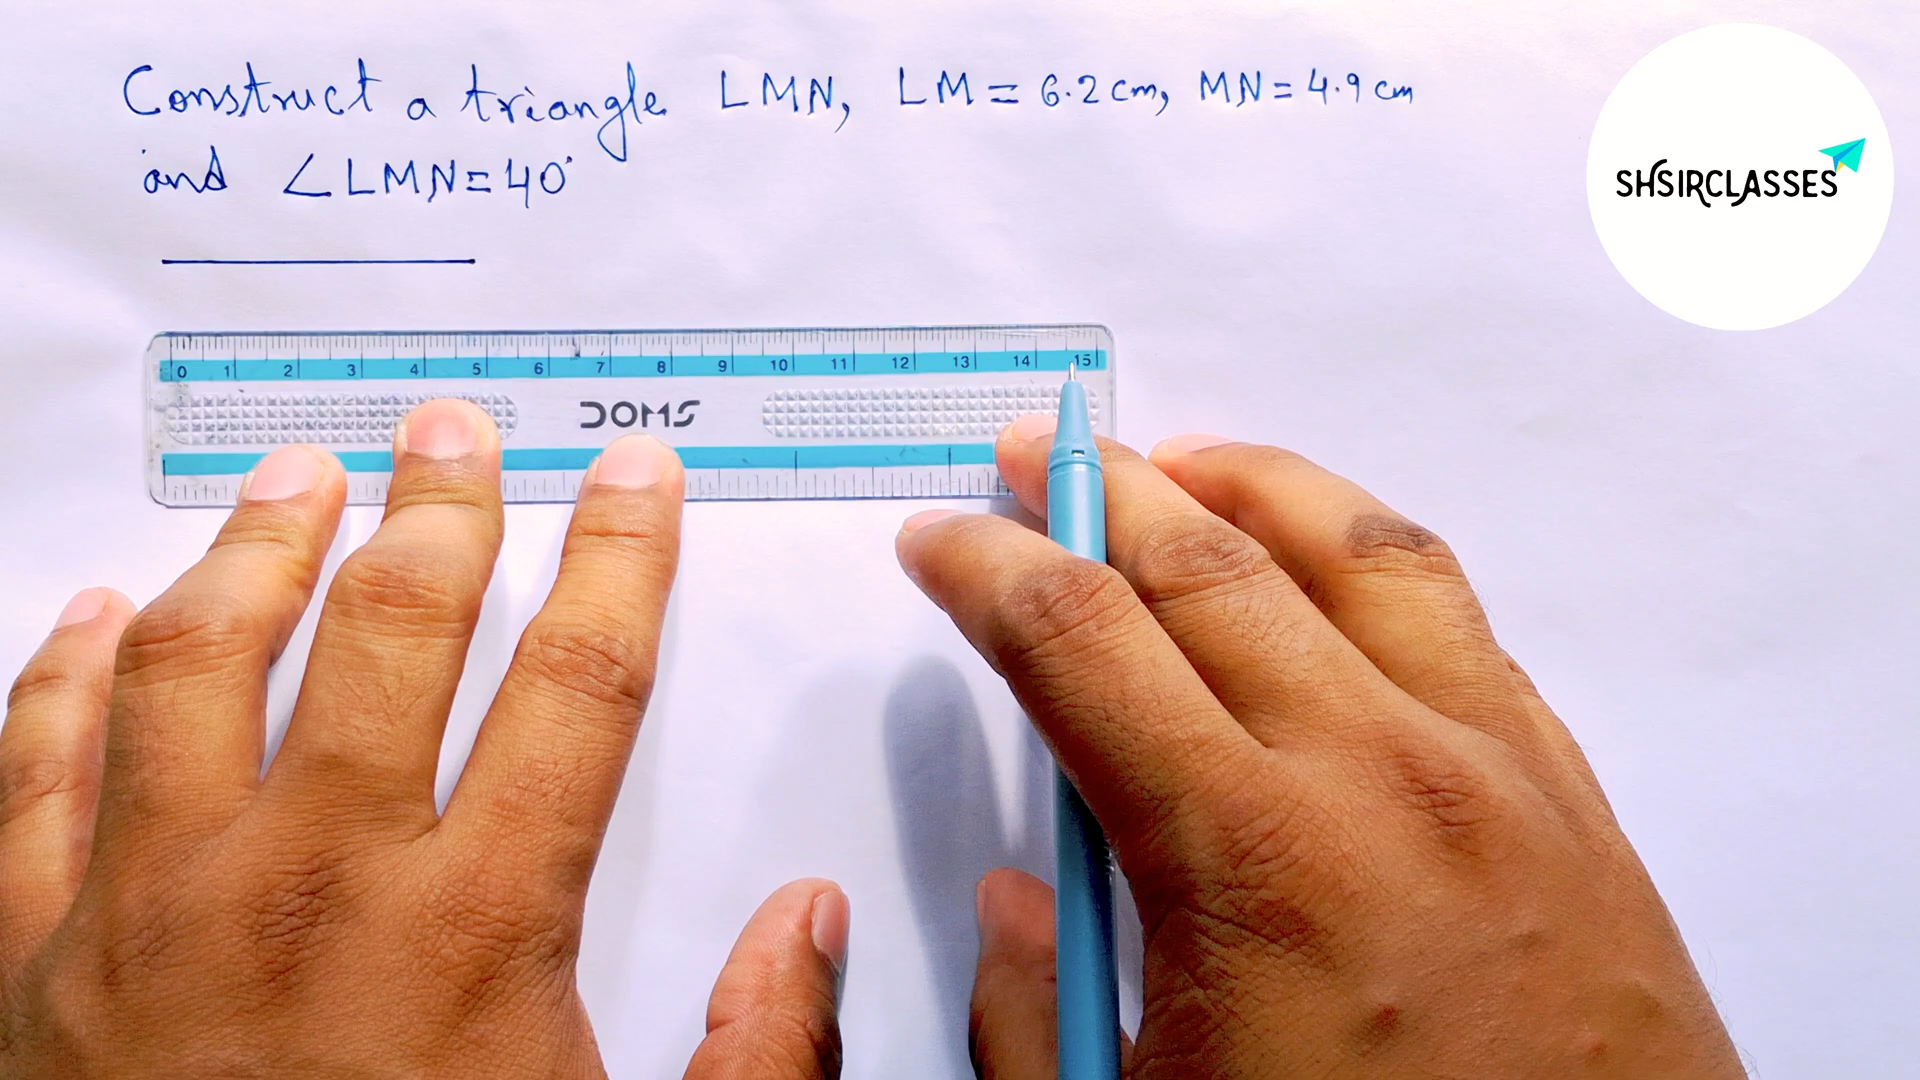 Construct a triangle LMN, LM = 6.2 cm, MN = 4.9 cm
and ∠LMN = 40°
SHSIRCLASSES
0 1 2 3 4 5 6 7 8 9 10 11 12 13 14 15
DOMS